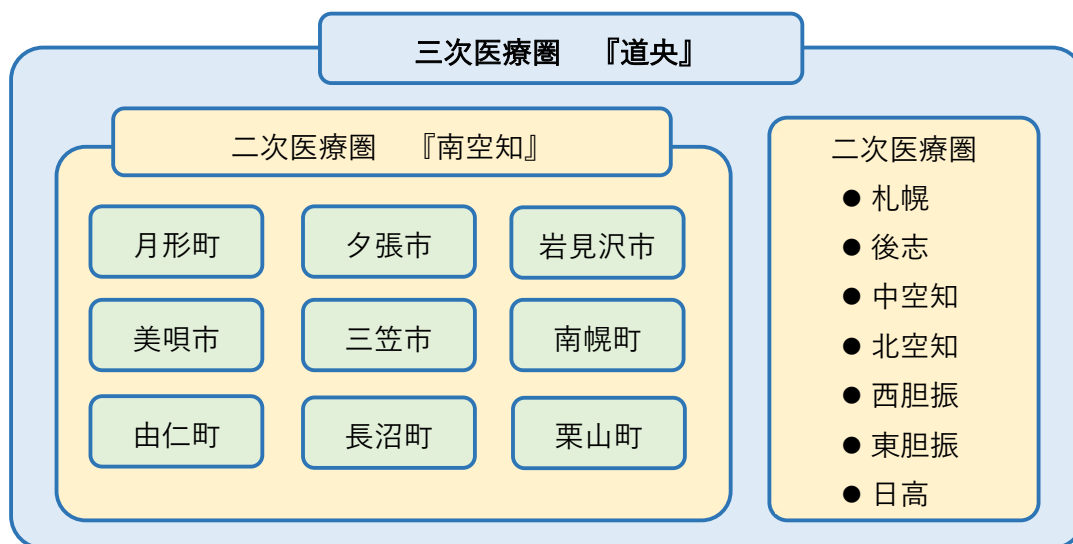 三次医療圏　『道央』
二次医療圏　『南空知』
月形町
夕張市
岩見沢市
美唄市
三笠市
南幌町
由仁町
長沼町
栗山町
二次医療圏
● 札幌
● 後志
● 中空知
● 北空知
● 西胆振
● 東胆振
● 日高